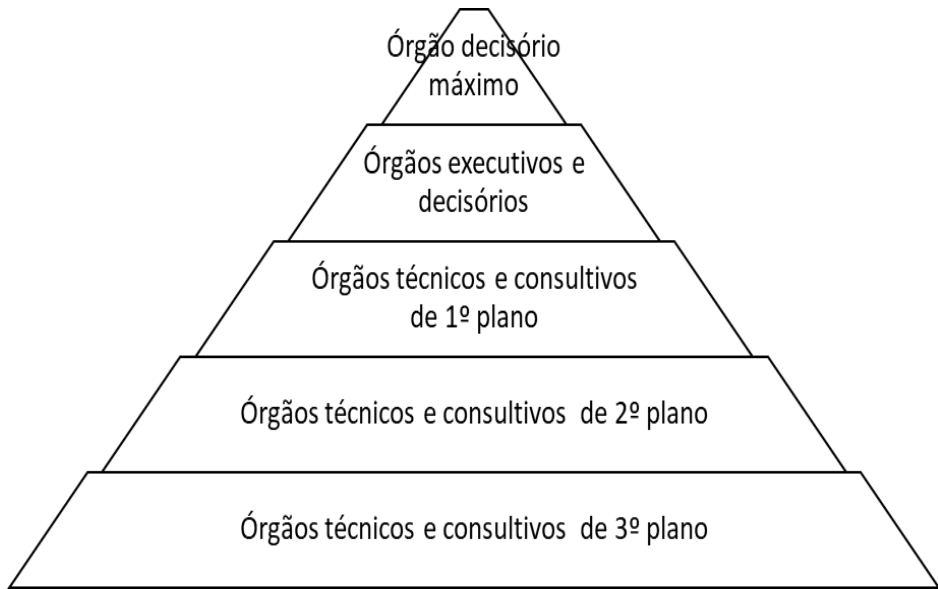 Órgão decisório
máximo
Órgãos executivos e
decisórios
Órgãos técnicos e consultivos
de 1º plano
Órgãos técnicos e consultivos de 2º plano
Órgãos técnicos e consultivos de 3º plano